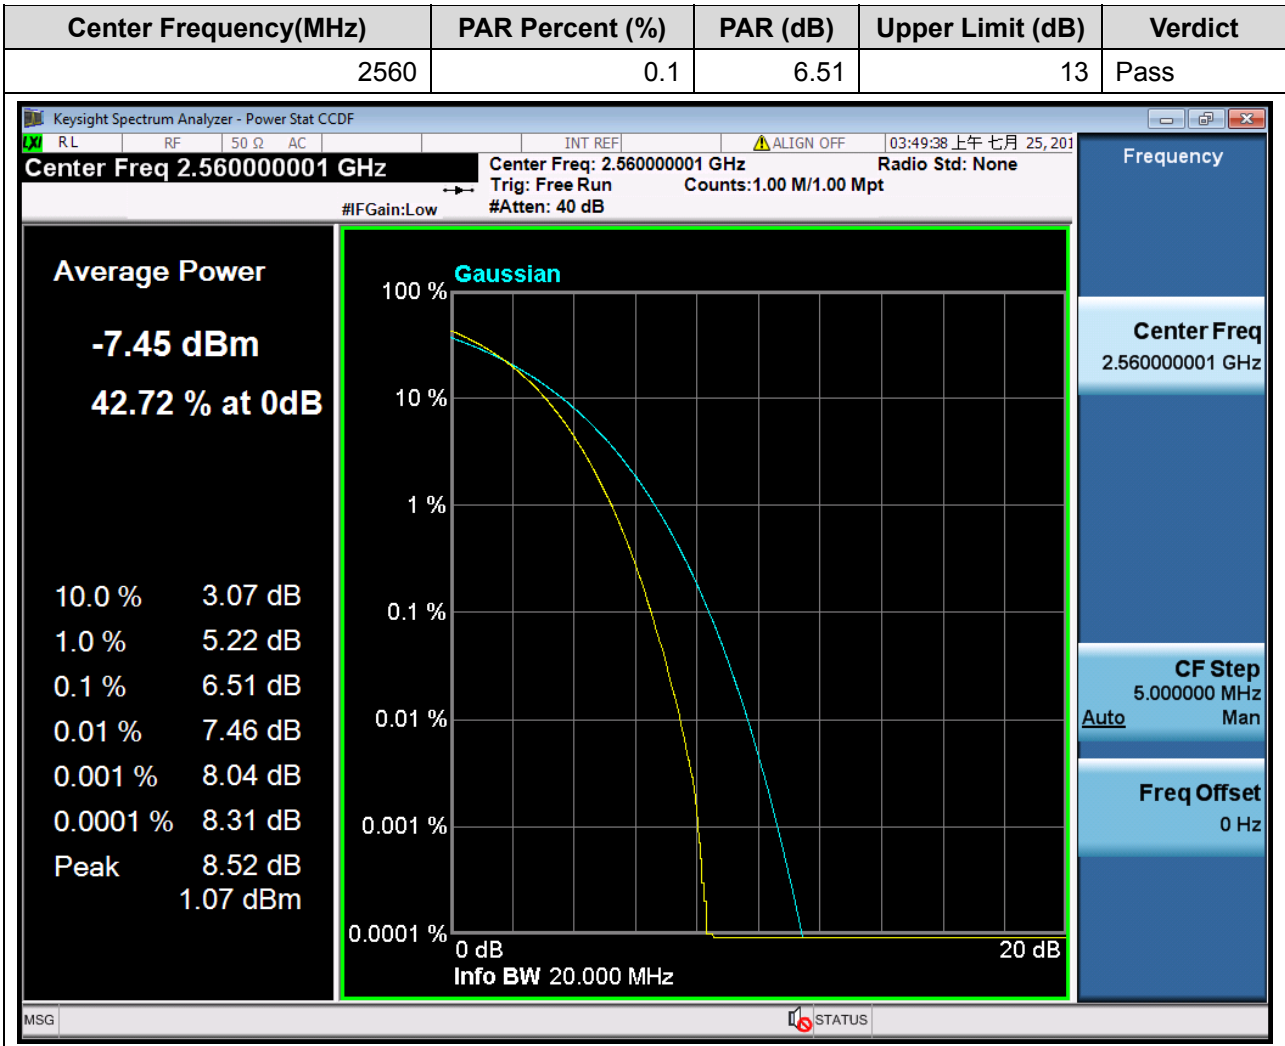 Center Frequency(MHz) PAR Percent (%) PAR (dB) Upper Limit (dB) Verdict
2560 0.1 6.51 13 Pass
Keysight Spectrum Analyzer - Power Stat CCDF
LXI RL RF 50 Ω AC INT REF ALIGN OFF 03:49:38 上午 七月 25, 201
Center Freq 2.560000001 GHz
Center Freq: 2.560000001 GHz Radio Std: None
Trig: Free Run Counts:1.00 M/1.00 Mpt
#IFGain:Low #Atten: 40 dB
Average Power
-7.45 dBm
42.72 % at 0dB
10.0 % 3.07 dB
1.0 % 5.22 dB
0.1 % 6.51 dB
0.01 % 7.46 dB
0.001 % 8.04 dB
0.0001 % 8.31 dB
Peak 8.52 dB
1.07 dBm
Gaussian
100 %
10 %
1 %
0.1 %
0.01 %
0.001 %
0.0001 %
0 dB 20 dB
Info BW 20.000 MHz
Frequency
Center Freq
2.560000001 GHz
CF Step
5.000000 MHz
Auto Man
Freq Offset
0 Hz
MSG STATUS